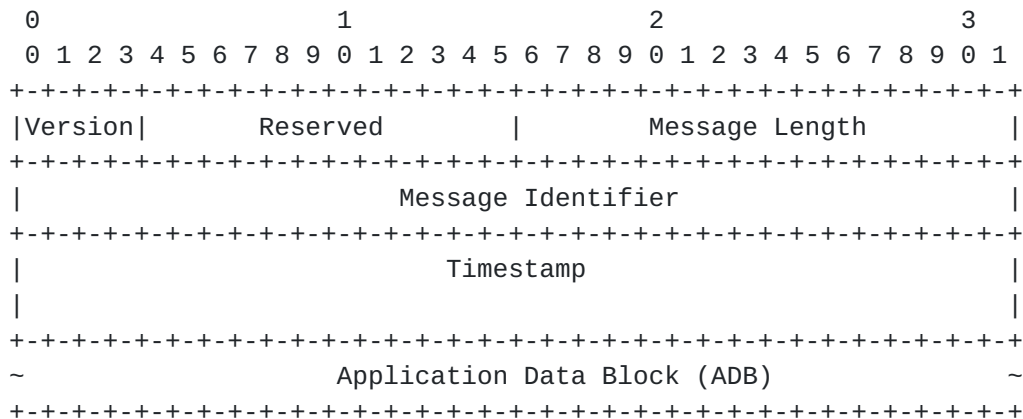 0                   1                   2                   3
 0 1 2 3 4 5 6 7 8 9 0 1 2 3 4 5 6 7 8 9 0 1 2 3 4 5 6 7 8 9 0 1
+-+-+-+-+-+-+-+-+-+-+-+-+-+-+-+-+-+-+-+-+-+-+-+-+-+-+-+-+-+-+-+-+
|Version|       Reserved        |        Message Length         |
+-+-+-+-+-+-+-+-+-+-+-+-+-+-+-+-+-+-+-+-+-+-+-+-+-+-+-+-+-+-+-+-+
|                        Message Identifier                     |
+-+-+-+-+-+-+-+-+-+-+-+-+-+-+-+-+-+-+-+-+-+-+-+-+-+-+-+-+-+-+-+-+
|                           Timestamp                           |
|                                                               |
+-+-+-+-+-+-+-+-+-+-+-+-+-+-+-+-+-+-+-+-+-+-+-+-+-+-+-+-+-+-+-+-+
~                    Application Data Block (ADB)               ~
+-+-+-+-+-+-+-+-+-+-+-+-+-+-+-+-+-+-+-+-+-+-+-+-+-+-+-+-+-+-+-+-+